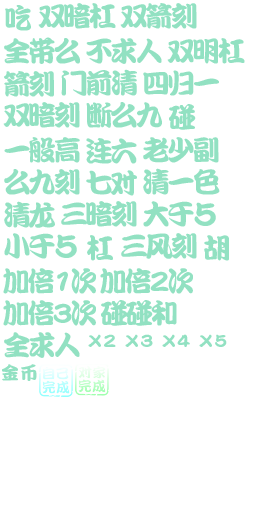 吃 双暗杠 双箭刻
全带么 不求人 双明杠
箭刻 门前清 四归一
双暗刻 断么九 碰
一般高 连六 老少副
么九刻 七对 清一色
清龙 三暗刻 大于5
小于5 杠 三风刻 胡
加倍1次 加倍2次
加倍3次 碰碰和
全求人 ×2 ×3 ×4 ×5
金币 完成 完成